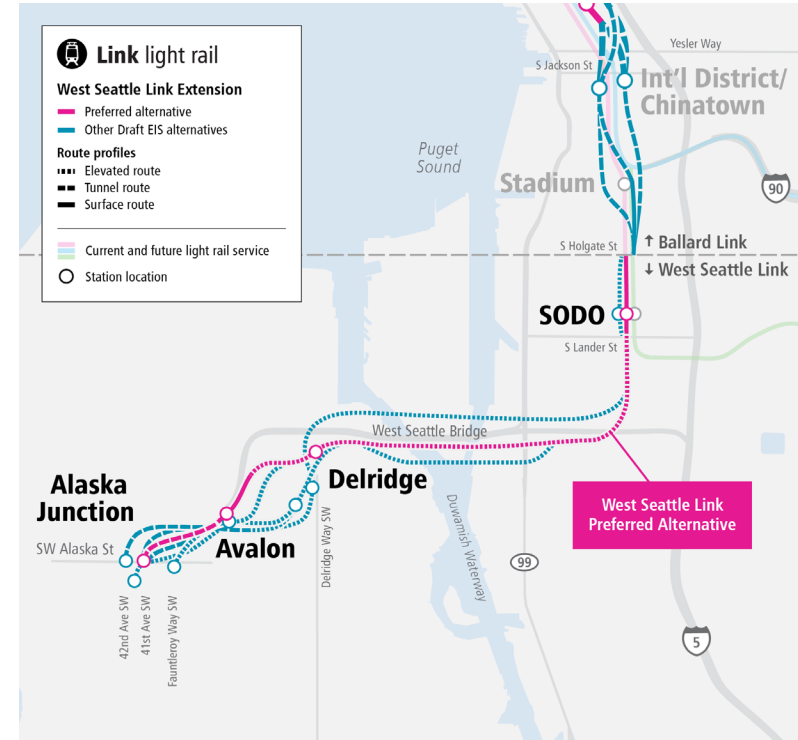 Link light rail
West Seattle Link Extension
Preferred alternative
Other Draft EIS alternatives
Route profiles
Elevated route
Tunnel route
Surface route
Current and future light rail service
Station location
Yesler Way
S Jackson St
Int'l District/
Chinatown
Puget
Sound
Stadium
90
S Holgate St
↑ Ballard Link
↓ West Seattle Link
SODO
S Lander St
West Seattle Bridge
Delridge
Alaska
Junction
Avalon
SW Alaska St
West Seattle Link
Preferred Alternative
Duwamish Waterway
Delridge Way SW
99
42nd Ave SW
41st Ave SW
Fauntleroy Way SW
5